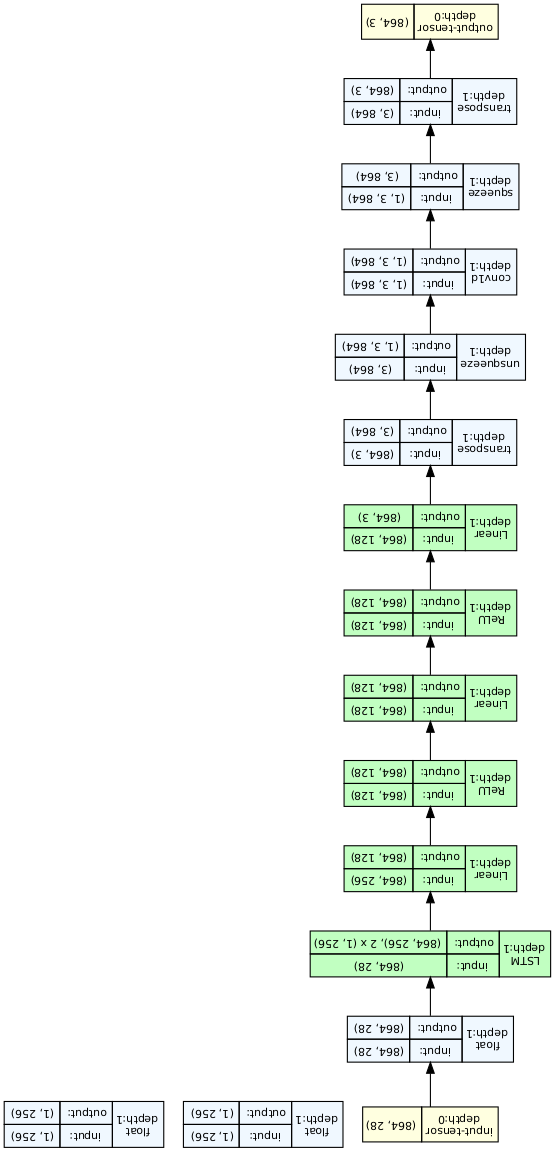 input-tensor
depth:0
(864, 28)
float
depth:1
input:
(1, 256)
output:
(1, 256)
float
depth:1
input:
(1, 256)
output:
(1, 256)
float
depth:1
input:
(864, 28)
output:
(864, 28)
LSTM
depth:1
input:
(864, 28)
output:
(864, 256), 2 x (1, 256)
Linear
depth:1
input:
(864, 256)
output:
(864, 128)
ReLU
depth:1
input:
(864, 128)
output:
(864, 128)
Linear
depth:1
input:
(864, 128)
output:
(864, 128)
ReLU
depth:1
input:
(864, 128)
output:
(864, 128)
Linear
depth:1
input:
(864, 128)
output:
(864, 3)
transpose
depth:1
input:
(864, 3)
output:
(3, 864)
unsqueeze
depth:1
input:
(3, 864)
output:
(1, 3, 864)
conv1d
depth:1
input:
(1, 3, 864)
output:
(1, 3, 864)
squeeze
depth:1
input:
(1, 3, 864)
output:
(3, 864)
transpose
depth:1
input:
(3, 864)
output:
(864, 3)
output-tensor
depth:0
(864, 3)